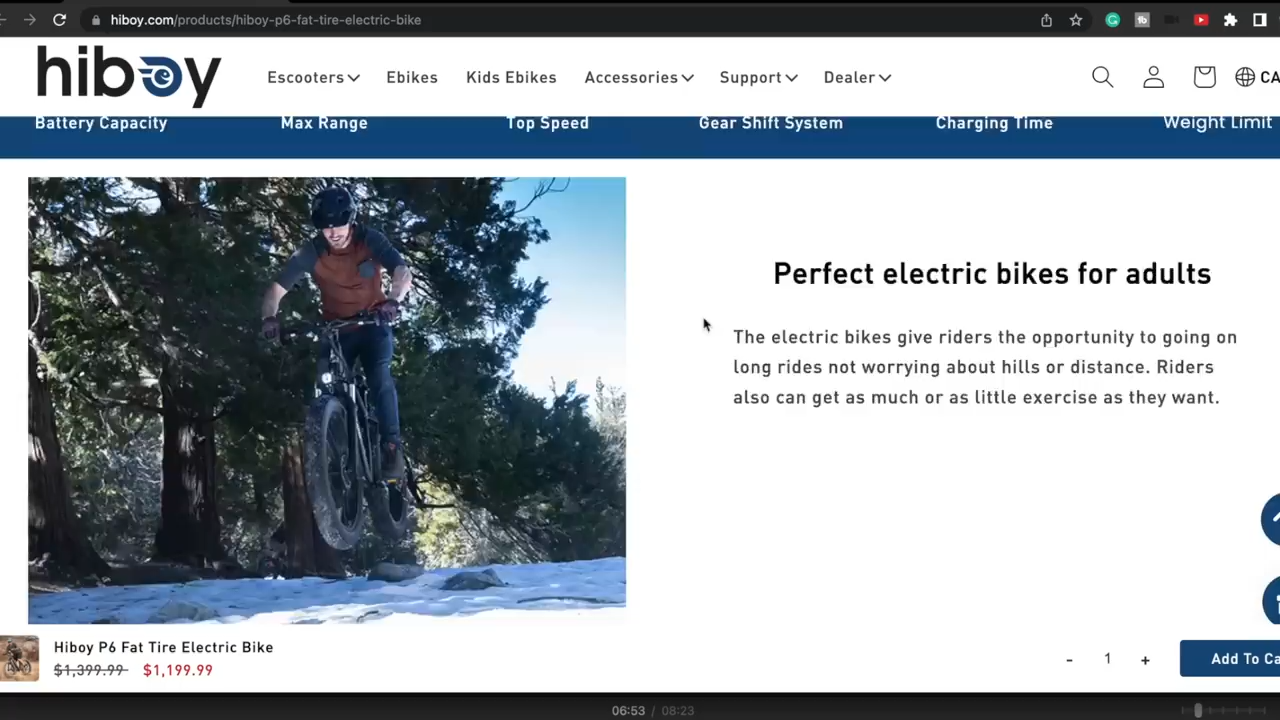 hiboy.com/products/hiboy-p6-fat-tire-electric-bike
hiboy
Escooters
Ebikes
Kids Ebikes
Accessories
Support
Dealer
CA
Battery Capacity
Max Range
Top Speed
Gear Shift System
Charging Time
Weight Limit
Perfect electric bikes for adults
The electric bikes give riders the opportunity to going on
long rides not worrying about hills or distance. Riders
also can get as much or as little exercise as they want.
Hiboy P6 Fat Tire Electric Bike
$1,399.99 $1,199.99
- 1 +
Add To Ca
06:53 / 08:23